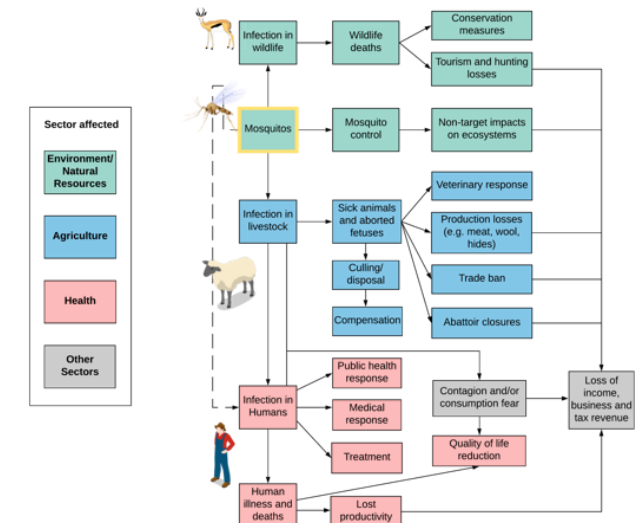 Sector affected
Environment/
Natural
Resources
Agriculture
Health
Other
Sectors
Infection in
wildlife
Wildlife
deaths
Conservation
measures
Tourism and hunting
losses
Mosquitos
Mosquito
control
Non-target impacts
on ecosystems
Infection in
livestock
Sick animals
and aborted
fetuses
Veterinary response
Production losses
(e.g. meat, wool,
hides)
Culling/
disposal
Trade ban
Compensation
Abattoir closures
Infection in
Humans
Public health
response
Medical
response
Treatment
Contagion and/or
consumption fear
Quality of life
reduction
Loss of
income,
business and
tax revenue
Human
illness and
deaths
Lost
productivity